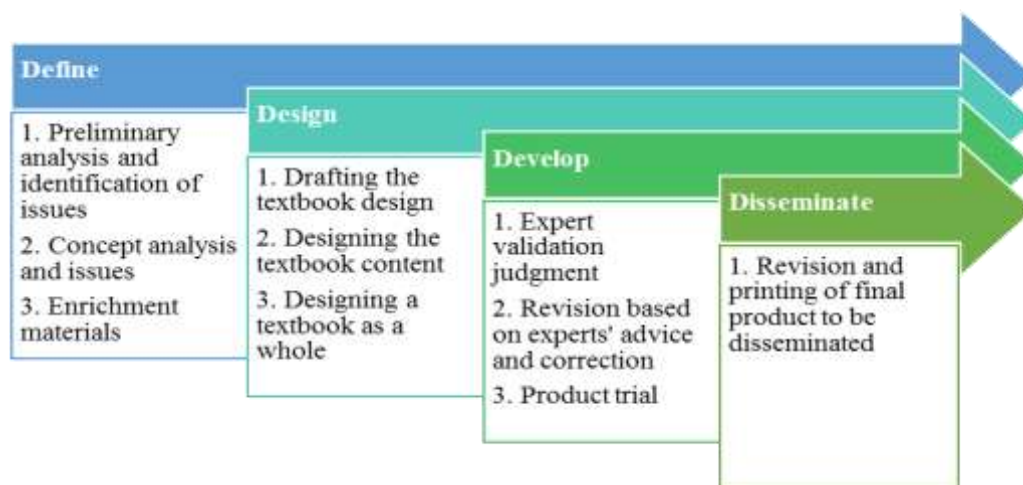 Define
1. Preliminary
analysis and
identification of
issues
2. Concept analysis
and issues
3. Enrichment
materials
Design
1. Drafting the
textbook design
2. Designing the
textbook content
3. Designing a
textbook as a
whole
Develop
1. Expert
validation
judgment
2. Revision based
on experts' advice
and correction
3. Product trial
Disseminate
1. Revision and
printing of final
product to be
disseminated